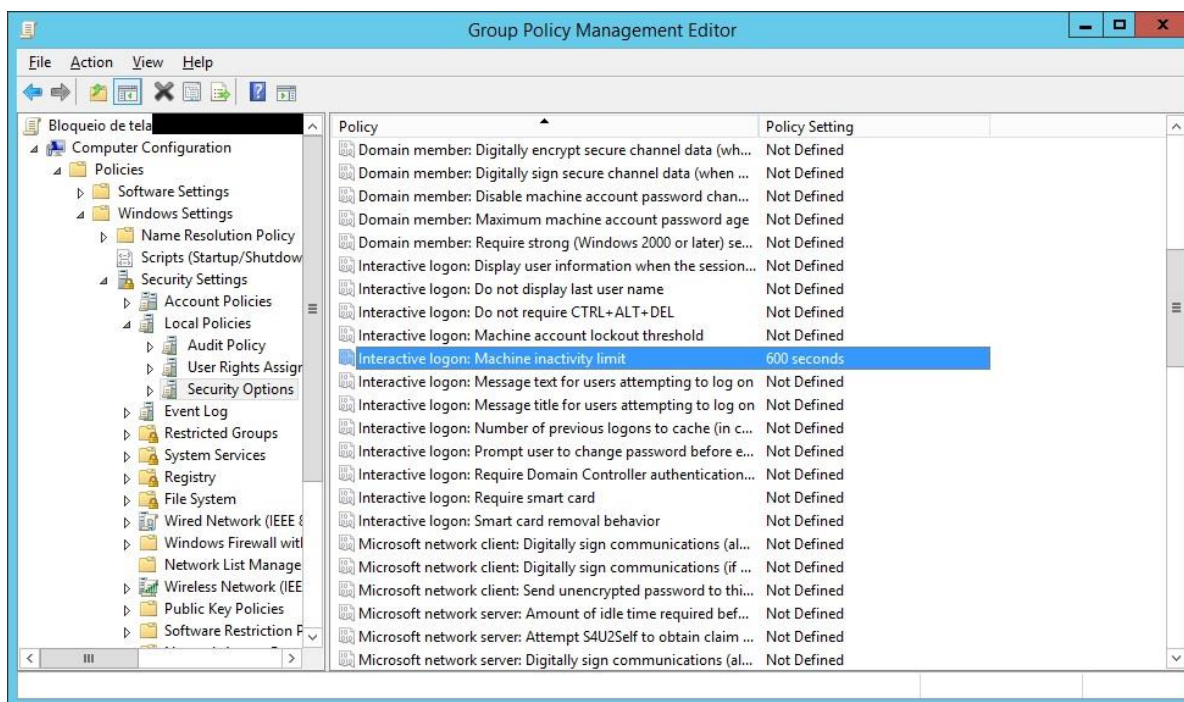 Group Policy Management Editor
File Action View Help
Bloqueio de tela
Computer Configuration
Policies
Software Settings
Windows Settings
Name Resolution Policy
Scripts (Startup/Shutdow
Security Settings
Account Policies
Local Policies
Audit Policy
User Rights Assigr
Security Options
Event Log
Restricted Groups
System Services
Registry
File System
Wired Network (IEEE 8
Windows Firewall witl
Network List Manage
Wireless Network (IEE
Public Key Policies
Software Restriction P
Policy Policy Setting
Domain member: Digitally encrypt secure channel data (wh... Not Defined
Domain member: Digitally sign secure channel data (when ... Not Defined
Domain member: Disable machine account password chan... Not Defined
Domain member: Maximum machine account password age Not Defined
Domain member: Require strong (Windows 2000 or later) se... Not Defined
Interactive logon: Display user information when the session... Not Defined
Interactive logon: Do not display last user name Not Defined
Interactive logon: Do not require CTRL+ALT+DEL Not Defined
Interactive logon: Machine account lockout threshold Not Defined
Interactive logon: Machine inactivity limit 600 seconds
Interactive logon: Message text for users attempting to log on Not Defined
Interactive logon: Message title for users attempting to log on Not Defined
Interactive logon: Number of previous logons to cache (in c... Not Defined
Interactive logon: Prompt user to change password before e... Not Defined
Interactive logon: Require Domain Controller authentication... Not Defined
Interactive logon: Require smart card Not Defined
Interactive logon: Smart card removal behavior Not Defined
Microsoft network client: Digitally sign communications (al... Not Defined
Microsoft network client: Digitally sign communications (if ... Not Defined
Microsoft network client: Send unencrypted password to thi... Not Defined
Microsoft network server: Amount of idle time required bef... Not Defined
Microsoft network server: Attempt S4U2Self to obtain claim ... Not Defined
Microsoft network server: Digitally sign communications (al... Not Defined